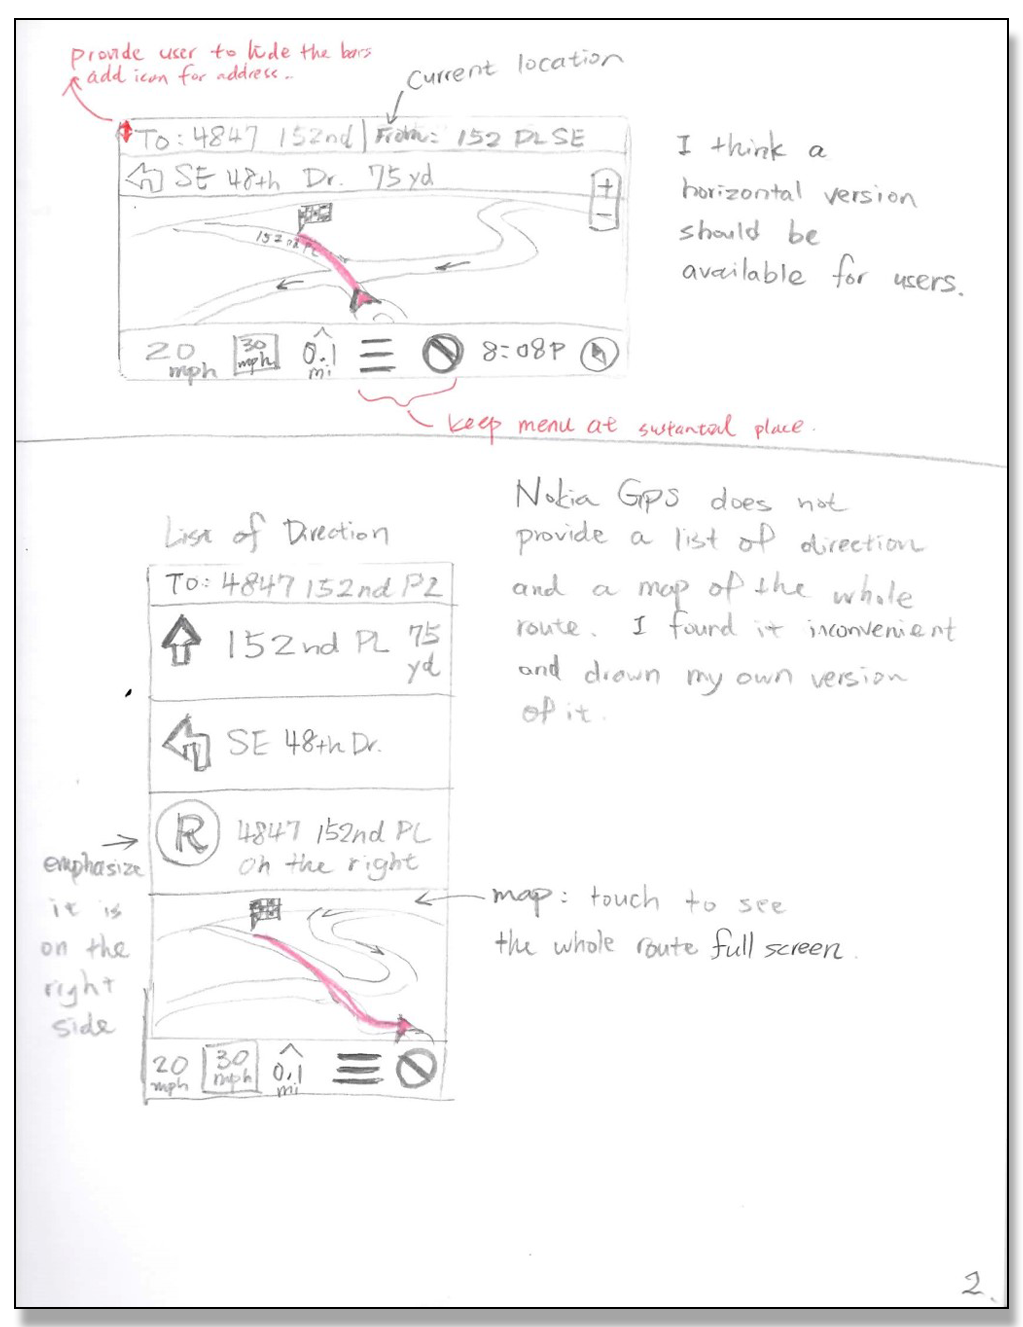 provide user to hide the bars
add icon for address..
current location
To: 4847 152nd | From: 152 PL SE
SE 48th Dr. 75 yd
+
-
152nd PL
20 mph
30 mph
0.1 mi
8:08P
I think a
horizontal version
should be
available for users.
keep menu at place.
List of Direction
To: 4847 152nd PL
152nd PL 75 yd
SE 48th Dr.
R 4847 152nd PL
on the right
emphasize
it is
on the
right
side
20 mph
30 mph
0.1 mi
Nokia GPS does not
provide a list of direction
and a map of the whole
route. I found it inconvenient
and drown my own version
of it.
map: touch to see
the whole route full screen.
2.